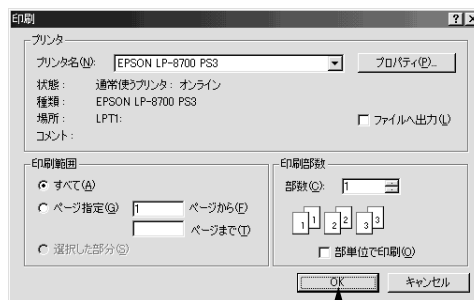 印刷
プリンタ
プリンタ名(N): EPSON LP-8700 PS3 プロパティ(P)...
状態: 通常使うプリンタ: オンライン
種類: EPSON LP-8700 PS3
場所: LPT1: ファイルへ出力(L)
コメント:
印刷範囲
すべて(A)
ページ指定(G) 1 ページから(F)
ページまで(T)
選択した部分(S)
印刷部数
部数(C): 1
1 1 2 2 3 3
部単位で印刷(O)
OK キャンセル